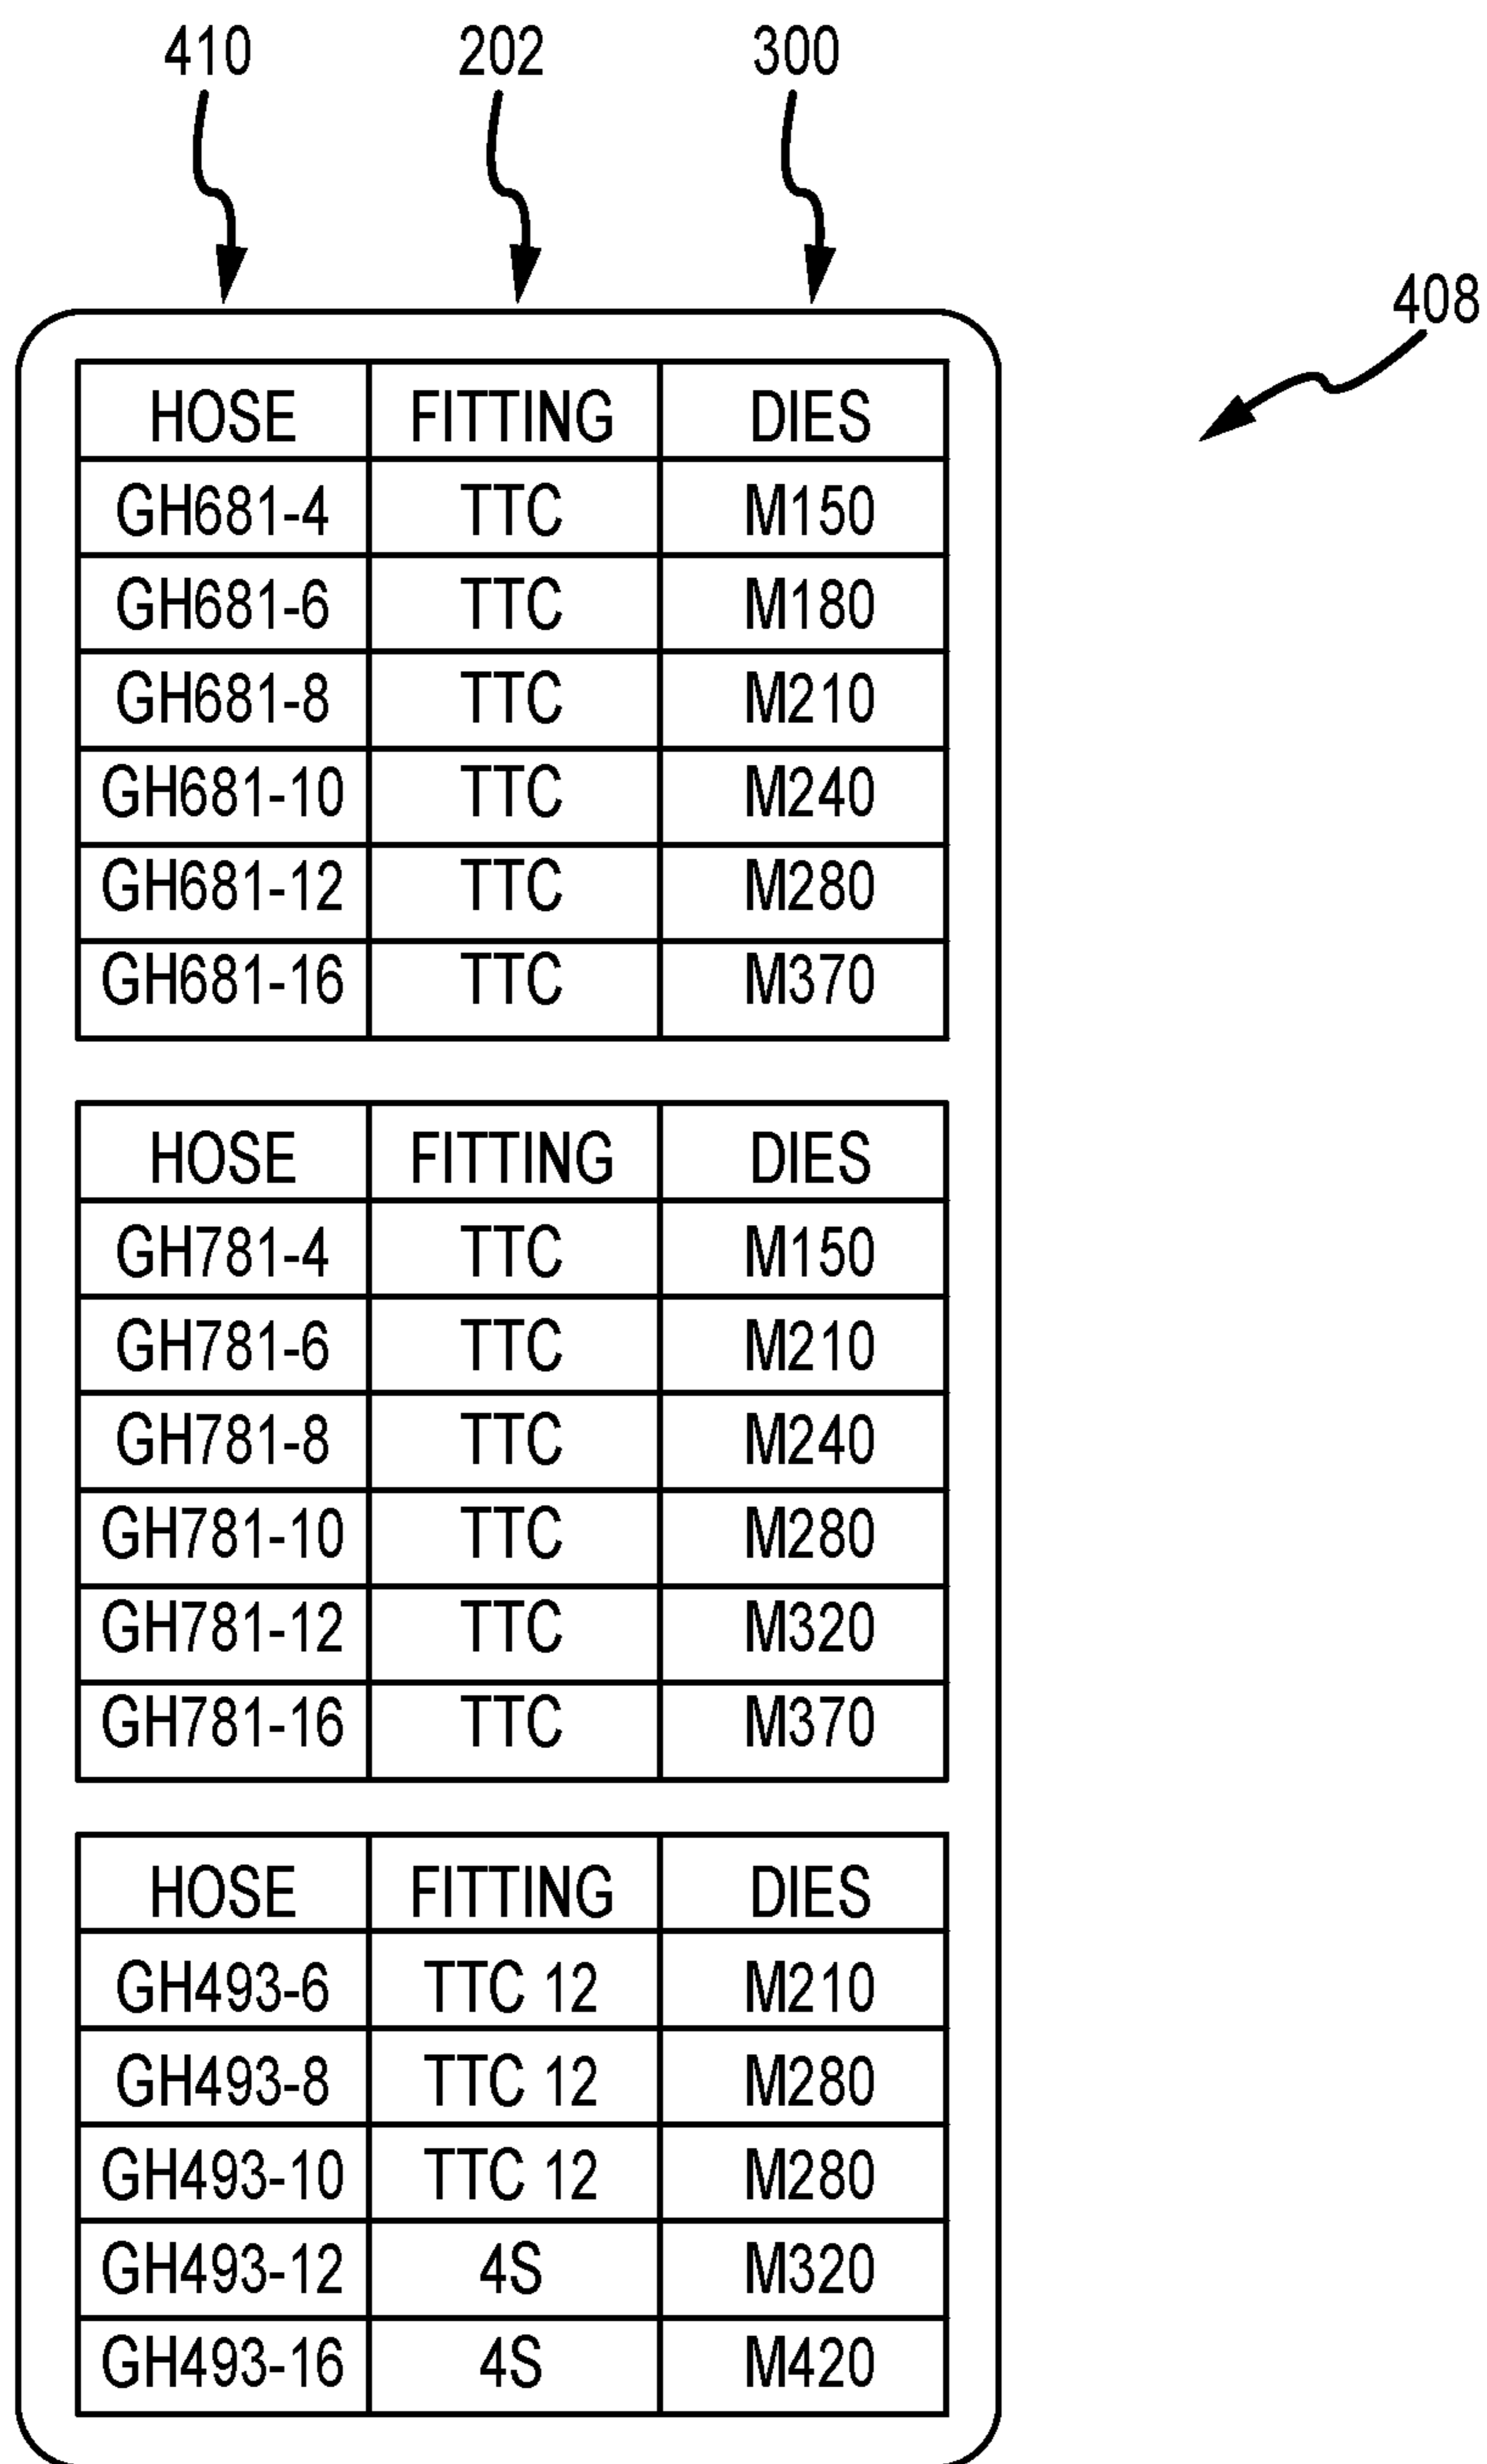 410 202 300
408
HOSE FITTING DIES
GH681-4 TTC M150
GH681-6 TTC M180
GH681-8 TTC M210
GH681-10 TTC M240
GH681-12 TTC M280
GH681-16 TTC M370
HOSE FITTING DIES
GH781-4 TTC M150
GH781-6 TTC M210
GH781-8 TTC M240
GH781-10 TTC M280
GH781-12 TTC M320
GH781-16 TTC M370
HOSE FITTING DIES
GH493-6 TTC 12 M210
GH493-8 TTC 12 M280
GH493-10 TTC 12 M280
GH493-12 4S M320
GH493-16 4S M420